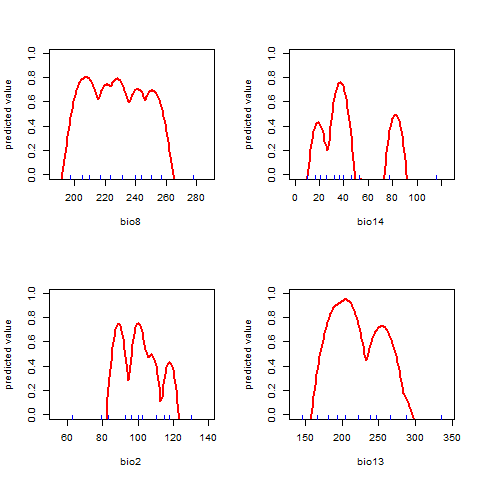 predicted value
0.0 0.2 0.4 0.6 0.8 1.0
200 220 240 260 280
bio8
predicted value
0.0 0.2 0.4 0.6 0.8 1.0
0 20 40 60 80 100
bio14
predicted value
0.0 0.2 0.4 0.6 0.8 1.0
60 80 100 120 140
bio2
predicted value
0.0 0.2 0.4 0.6 0.8 1.0
150 200 250 300 350
bio13